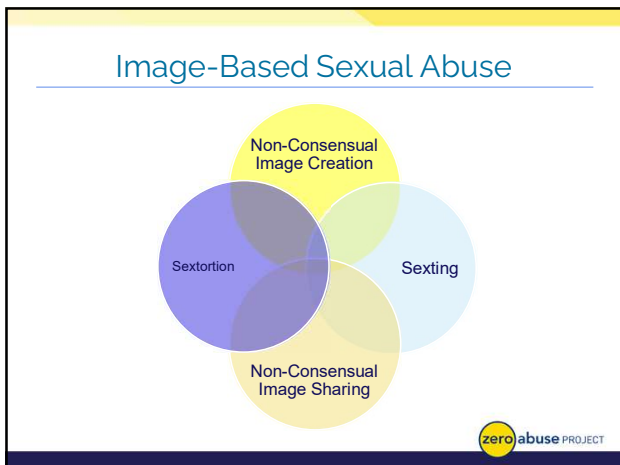 Image-Based Sexual Abuse
Non-Consensual
Image Creation
Sextortion
Sexting
Non-Consensual
Image Sharing
zero abuse PROJECT